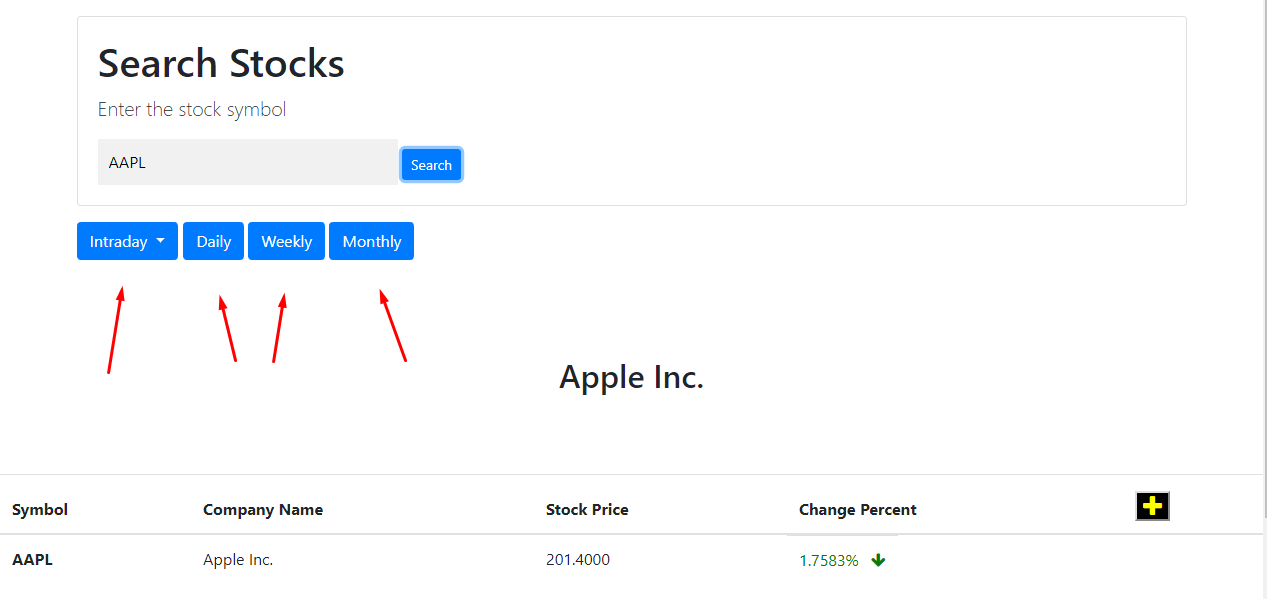 Search Stocks
Enter the stock symbol
AAPL Search
Intraday Daily Weekly Monthly
Apple Inc.
Symbol Company Name Stock Price Change Percent
AAPL Apple Inc. 201.4000 1.7583%